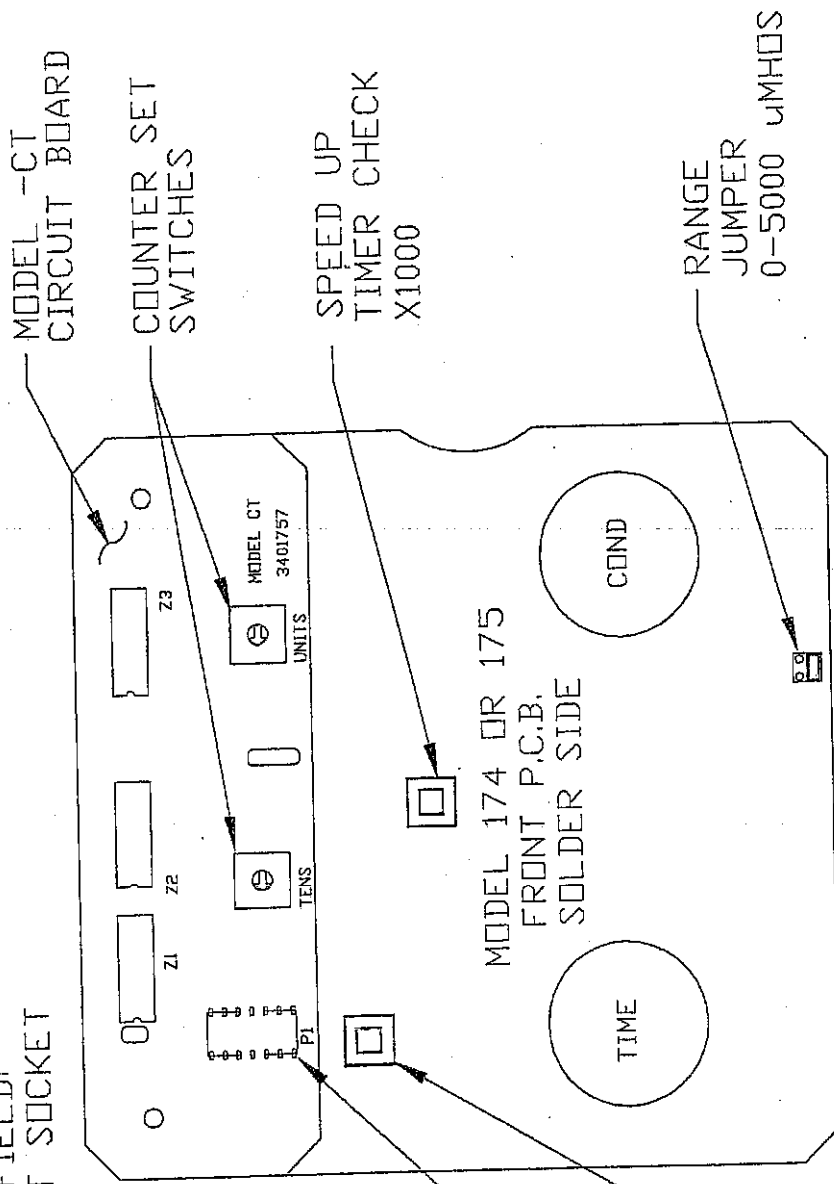 MODEL -CT
CIRCUIT BOARD
COUNTER SET
SWITCHES
SPEED UP
TIMER CHECK
X1000
RANGE
JUMPER
0-5000 uMHOS
SOCKET
Z1
Z2
Z3
P1
TENS
UNITS
MODEL CT
3401757
MODEL 174 OR 175
FRONT P.C.B.
SOLDER SIDE
TIME
COND